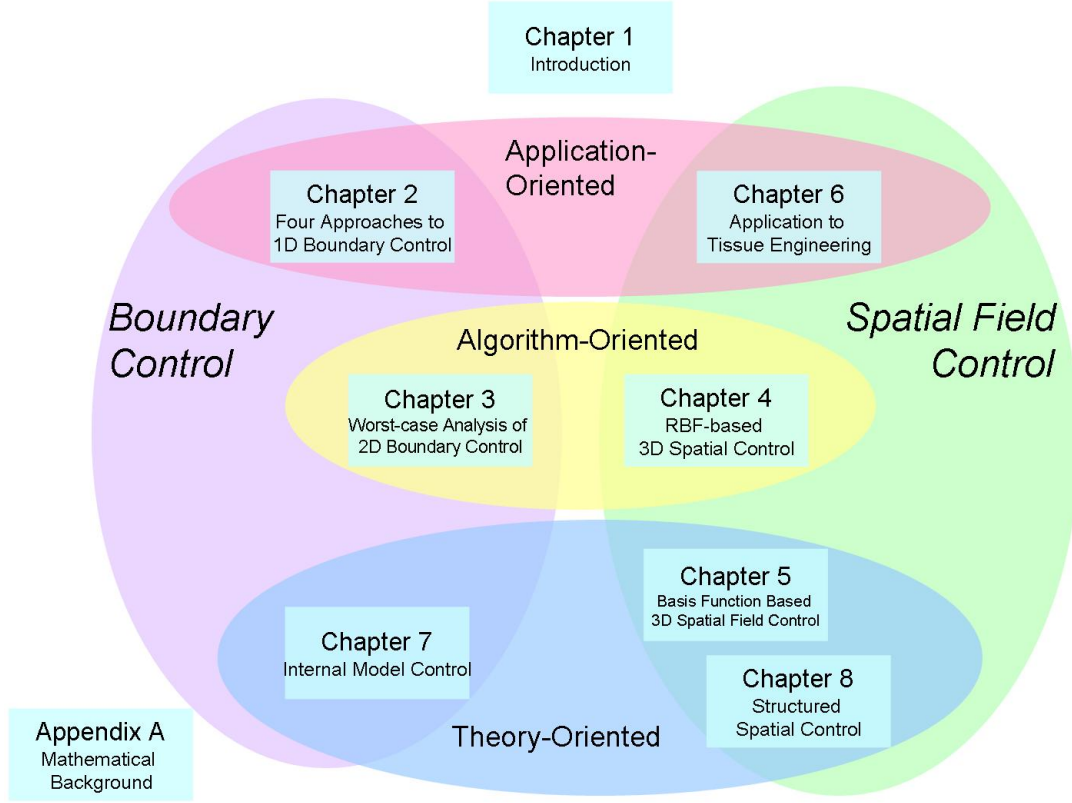 Chapter 1
Introduction
Application-
Oriented
Chapter 2
Four Approaches to
1D Boundary Control
Chapter 6
Application to
Tissue Engineering
Boundary
Control
Spatial Field
Control
Algorithm-Oriented
Chapter 3
Worst-case Analysis of
2D Boundary Control
Chapter 4
RBF-based
3D Spatial Control
Chapter 5
Basis Function Based
3D Spatial Field Control
Chapter 7
Internal Model Control
Chapter 8
Structured
Spatial Control
Theory-Oriented
Appendix A
Mathematical
Background